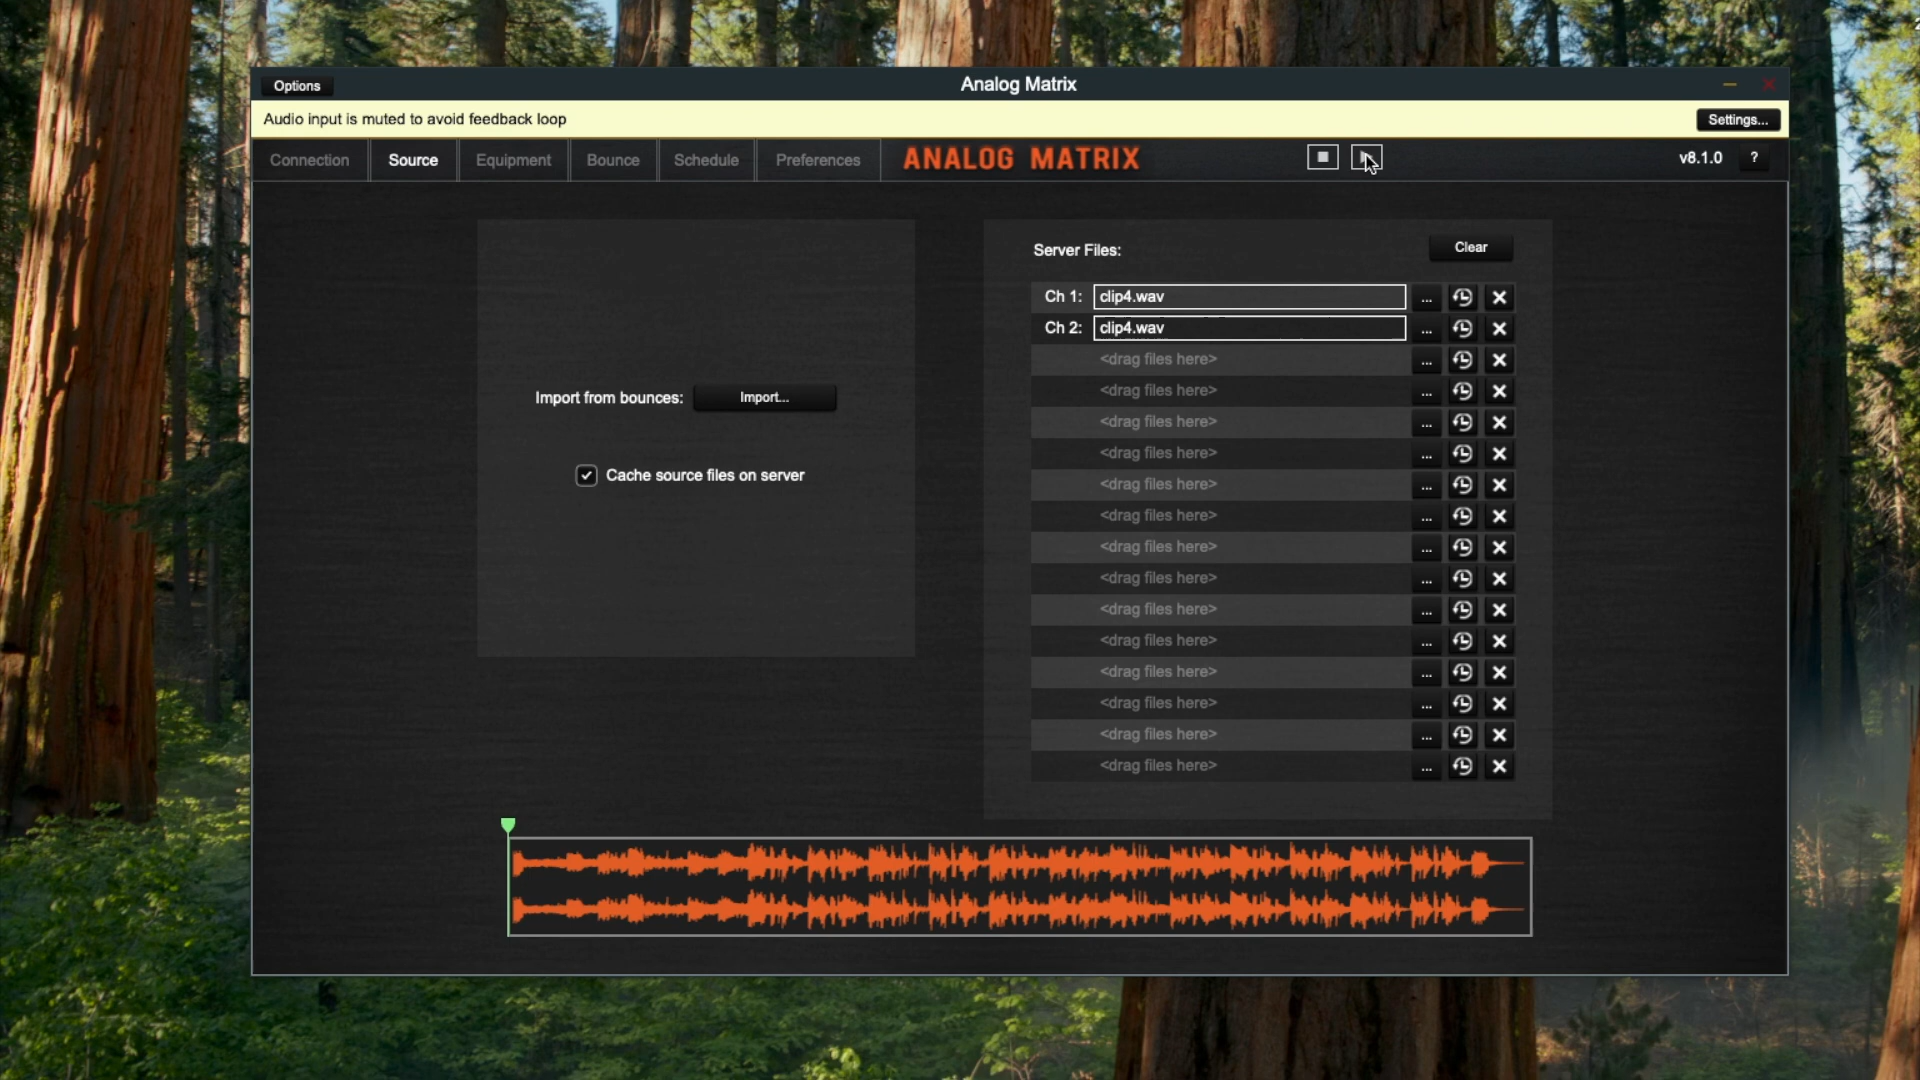 Options
Analog Matrix
Audio input is muted to avoid feedback loop
Settings...
Connection
Source
Equipment
Bounce
Schedule
Preferences
ANALOG MATRIX
v8.1.0
?
Server Files:
Clear
Ch 1: clip4.wav ...
Ch 2: clip4.wav ...
<drag files here> ...
<drag files here> ...
<drag files here> ...
<drag files here> ...
<drag files here> ...
<drag files here> ...
<drag files here> ...
<drag files here> ...
<drag files here> ...
<drag files here> ...
<drag files here> ...
<drag files here> ...
<drag files here> ...
<drag files here> ...
Import from bounces: Import...
Cache source files on server